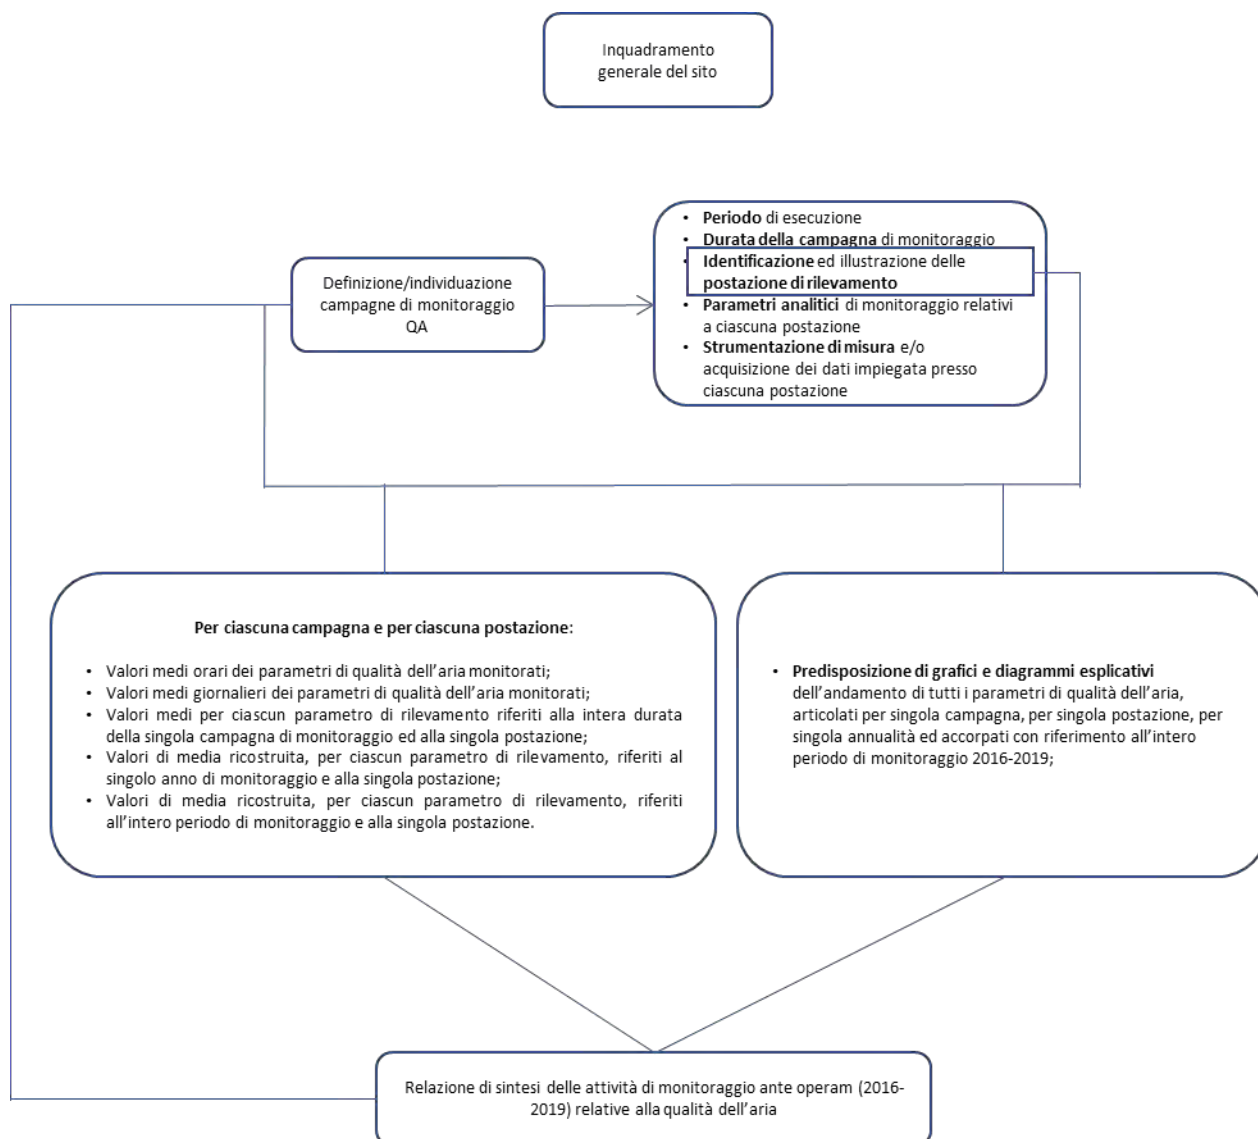 Inquadramento
generale del sito
• Periodo di esecuzione
• Durata della campagna di monitoraggio
• Identificazione ed illustrazione delle
postazione di rilevamento
• Parametri analitici di monitoraggio relativi
a ciascuna postazione
• Strumentazione di misura e/o
acquisizione dei dati impiegata presso
ciascuna postazione
Definizione/individuazione
campagne di monitoraggio
QA
Per ciascuna campagna e per ciascuna postazione:
• Valori medi orari dei parametri di qualità dell'aria monitorati;
• Valori medi giornalieri dei parametri di qualità dell'aria monitorati;
• Valori medi per ciascun parametro di rilevamento riferiti alla intera durata
della singola campagna di monitoraggio ed alla singola postazione;
• Valori di media ricostruita, per ciascun parametro di rilevamento, riferiti al
singolo anno di monitoraggio e alla singola postazione;
• Valori di media ricostruita, per ciascun parametro di rilevamento, riferiti
all'intero periodo di monitoraggio e alla singola postazione.
• Predisposizione di grafici e diagrammi esplicativi
dell'andamento di tutti i parametri di qualità dell'aria,
articolati per singola campagna, per singola postazione, per
singola annualità ed accorpati con riferimento all'intero
periodo di monitoraggio 2016-2019;
Relazione di sintesi delle attività di monitoraggio ante operam (2016-
2019) relative alla qualità dell'aria